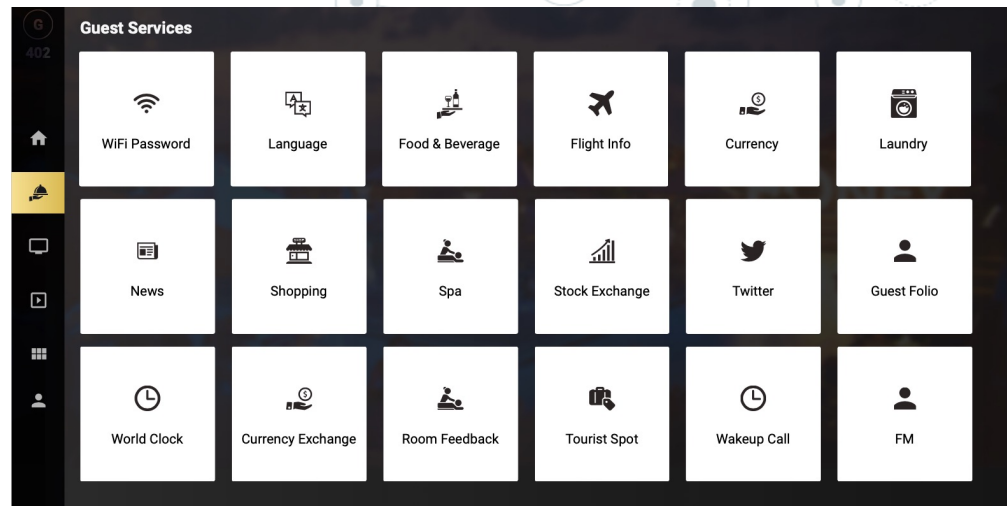 G
402
Guest Services
WiFi Password
Language
Food & Beverage
Flight Info
Currency
Laundry
News
Shopping
Spa
Stock Exchange
Twitter
Guest Folio
World Clock
Currency Exchange
Room Feedback
Tourist Spot
Wakeup Call
FM